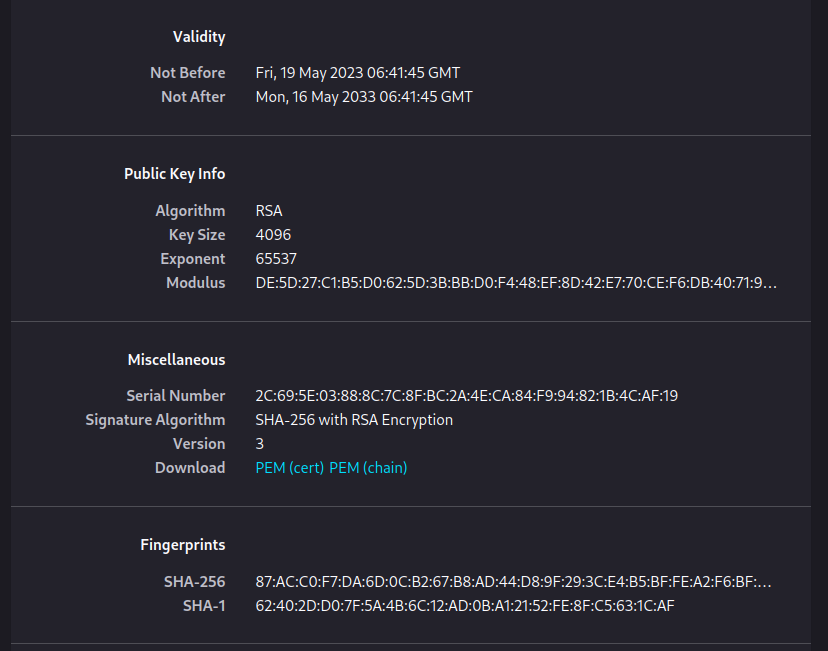 Validity
Not Before Fri, 19 May 2023 06:41:45 GMT
Not After Mon, 16 May 2033 06:41:45 GMT
Public Key Info
Algorithm RSA
Key Size 4096
Exponent 65537
Modulus DE:5D:27:C1:B5:D0:62:5D:3B:BB:D0:F4:48:EF:8D:42:E7:70:CE:F6:DB:40:71:9…
Miscellaneous
Serial Number 2C:69:5E:03:88:8C:7C:8F:BC:2A:4E:CA:84:F9:94:82:1B:4C:AF:19
Signature Algorithm SHA-256 with RSA Encryption
Version 3
Download PEM (cert) PEM (chain)
Fingerprints
SHA-256 87:AC:C0:F7:DA:6D:0C:B2:67:B8:AD:44:D8:9F:29:3C:E4:B5:BF:FE:A2:F6:BF:…
SHA-1 62:40:2D:D0:7F:5A:4B:6C:12:AD:0B:A1:21:52:FE:8F:C5:63:1C:AF